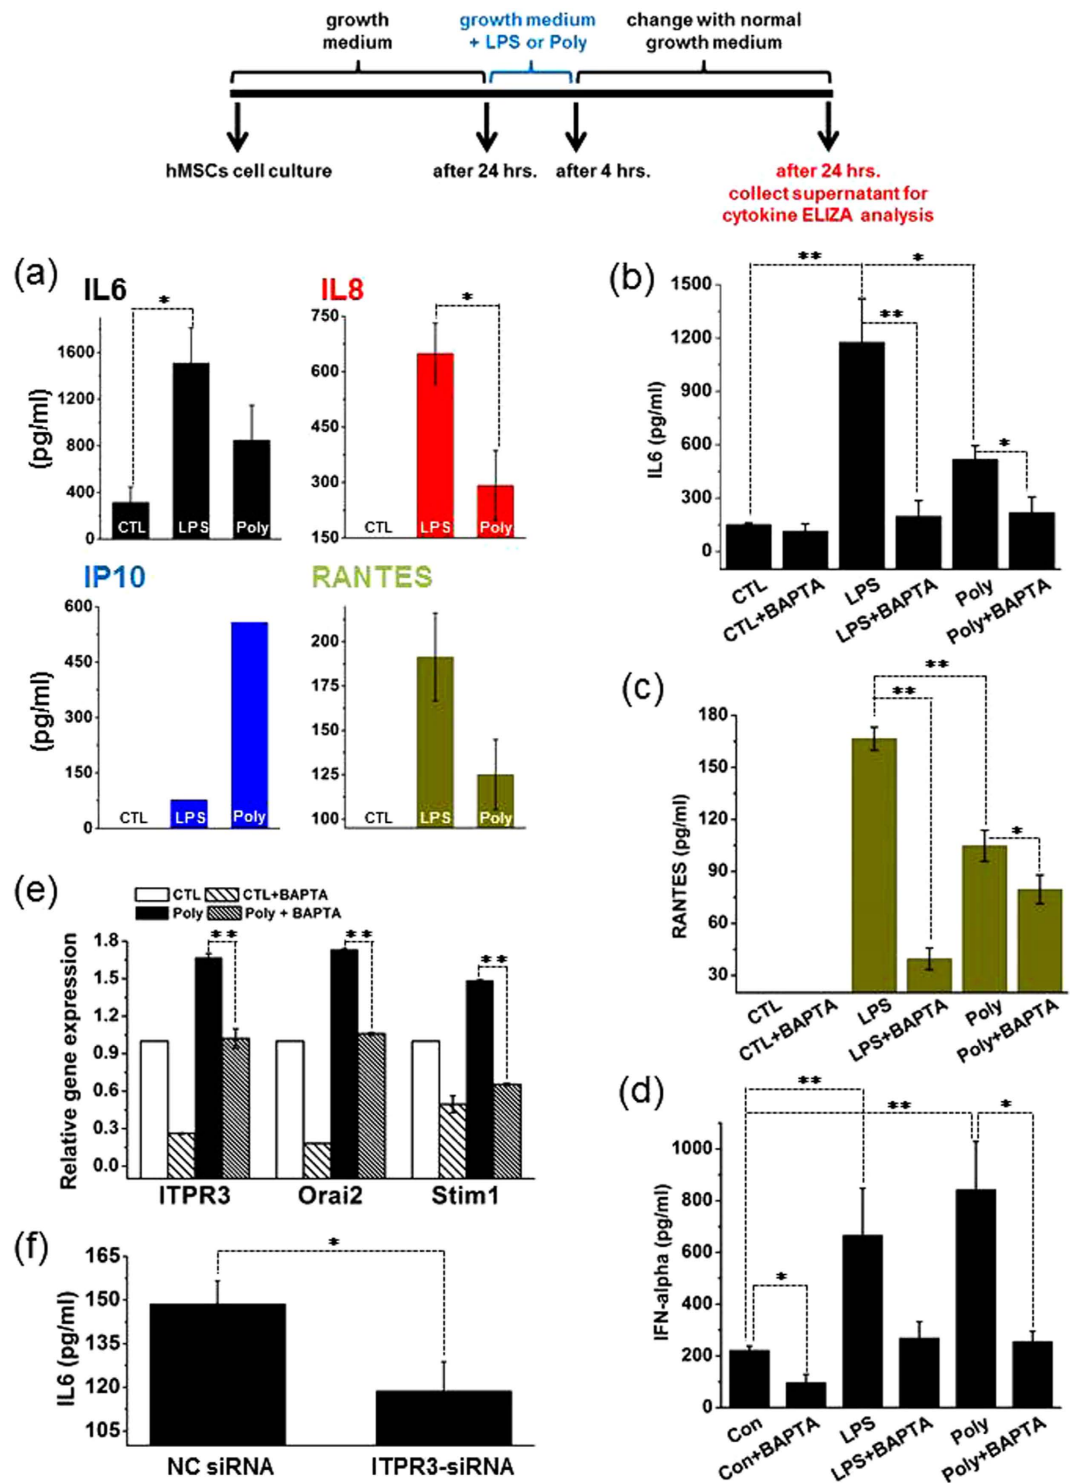 growth
medium
growth medium
+ LPS or Poly
change with normal
growth medium
hMSCs cell culture
after 24 hrs.
after 4 hrs.
after 24 hrs.
collect supernatant for
cytokine ELIZA analysis
(a)
IL6
*
(pg/ml)
1600
1200
800
400
0
CTL
LPS
Poly
IL8
*
750
600
450
300
150
CTL
LPS
Poly
IP10
(pg/ml)
600
450
300
150
0
CTL
LPS
Poly
RANTES
200
175
150
125
100
CTL
LPS
Poly
(b)
**
*
**
*
IL6 (pg/ml)
1500
1200
900
600
300
0
CTL
CTL+BAPTA
LPS
LPS+BAPTA
Poly
Poly+BAPTA
(c)
**
**
*
RANTES (pg/ml)
180
150
120
90
60
30
CTL
CTL+BAPTA
LPS
LPS+BAPTA
Poly
Poly+BAPTA
(e)
CTL
CTL+BAPTA
Poly
Poly + BAPTA
**
**
**
Relative gene expression
1.8
1.5
1.2
0.9
0.6
0.3
0.0
ITPR3
Orai2
Stim1
(d)
**
**
*
*
IFN-alpha (pg/ml)
1000
800
600
400
200
0
Con
Con+BAPTA
LPS
LPS+BAPTA
Poly
Poly+BAPTA
(f)
*
IL6 (pg/ml)
165
150
135
120
105
NC siRNA
ITPR3-siRNA